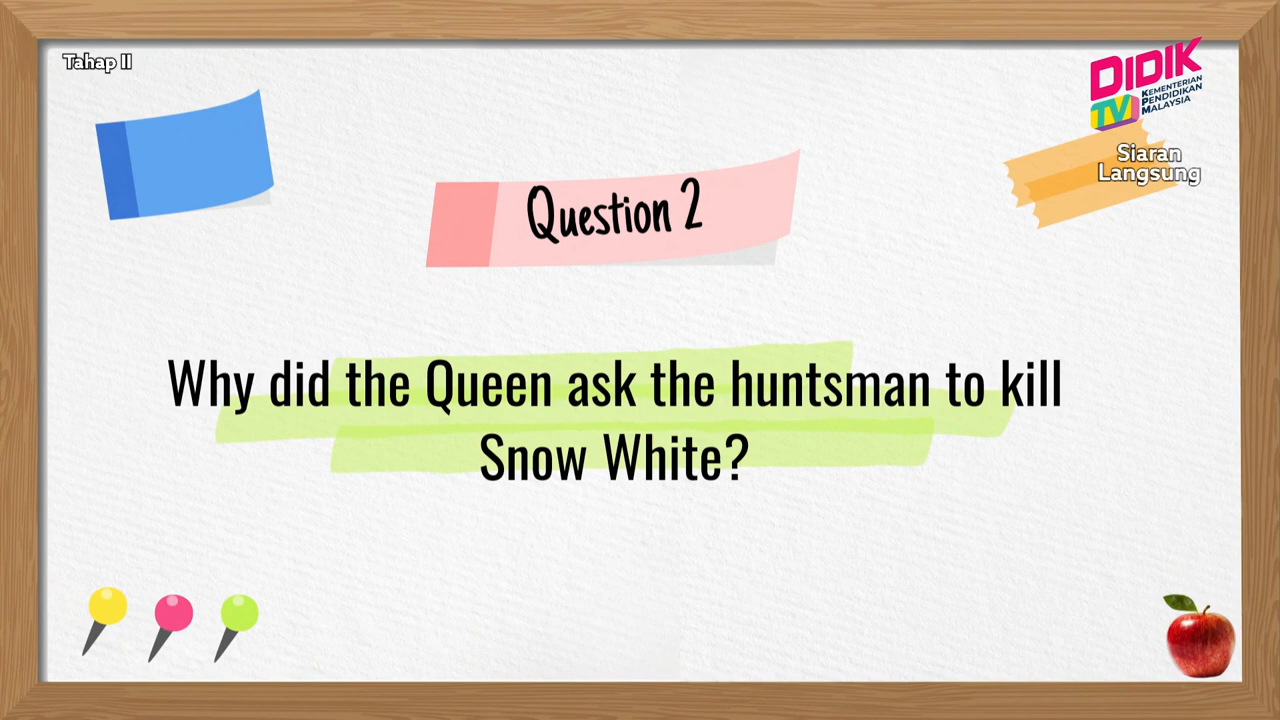 Tahap II
DIDIK
TV
KEMENTERIAN
PENDIDIKAN
MALAYSIA
Siaran
Langsung
Question 2
Why did the Queen ask the huntsman to kill
Snow White?